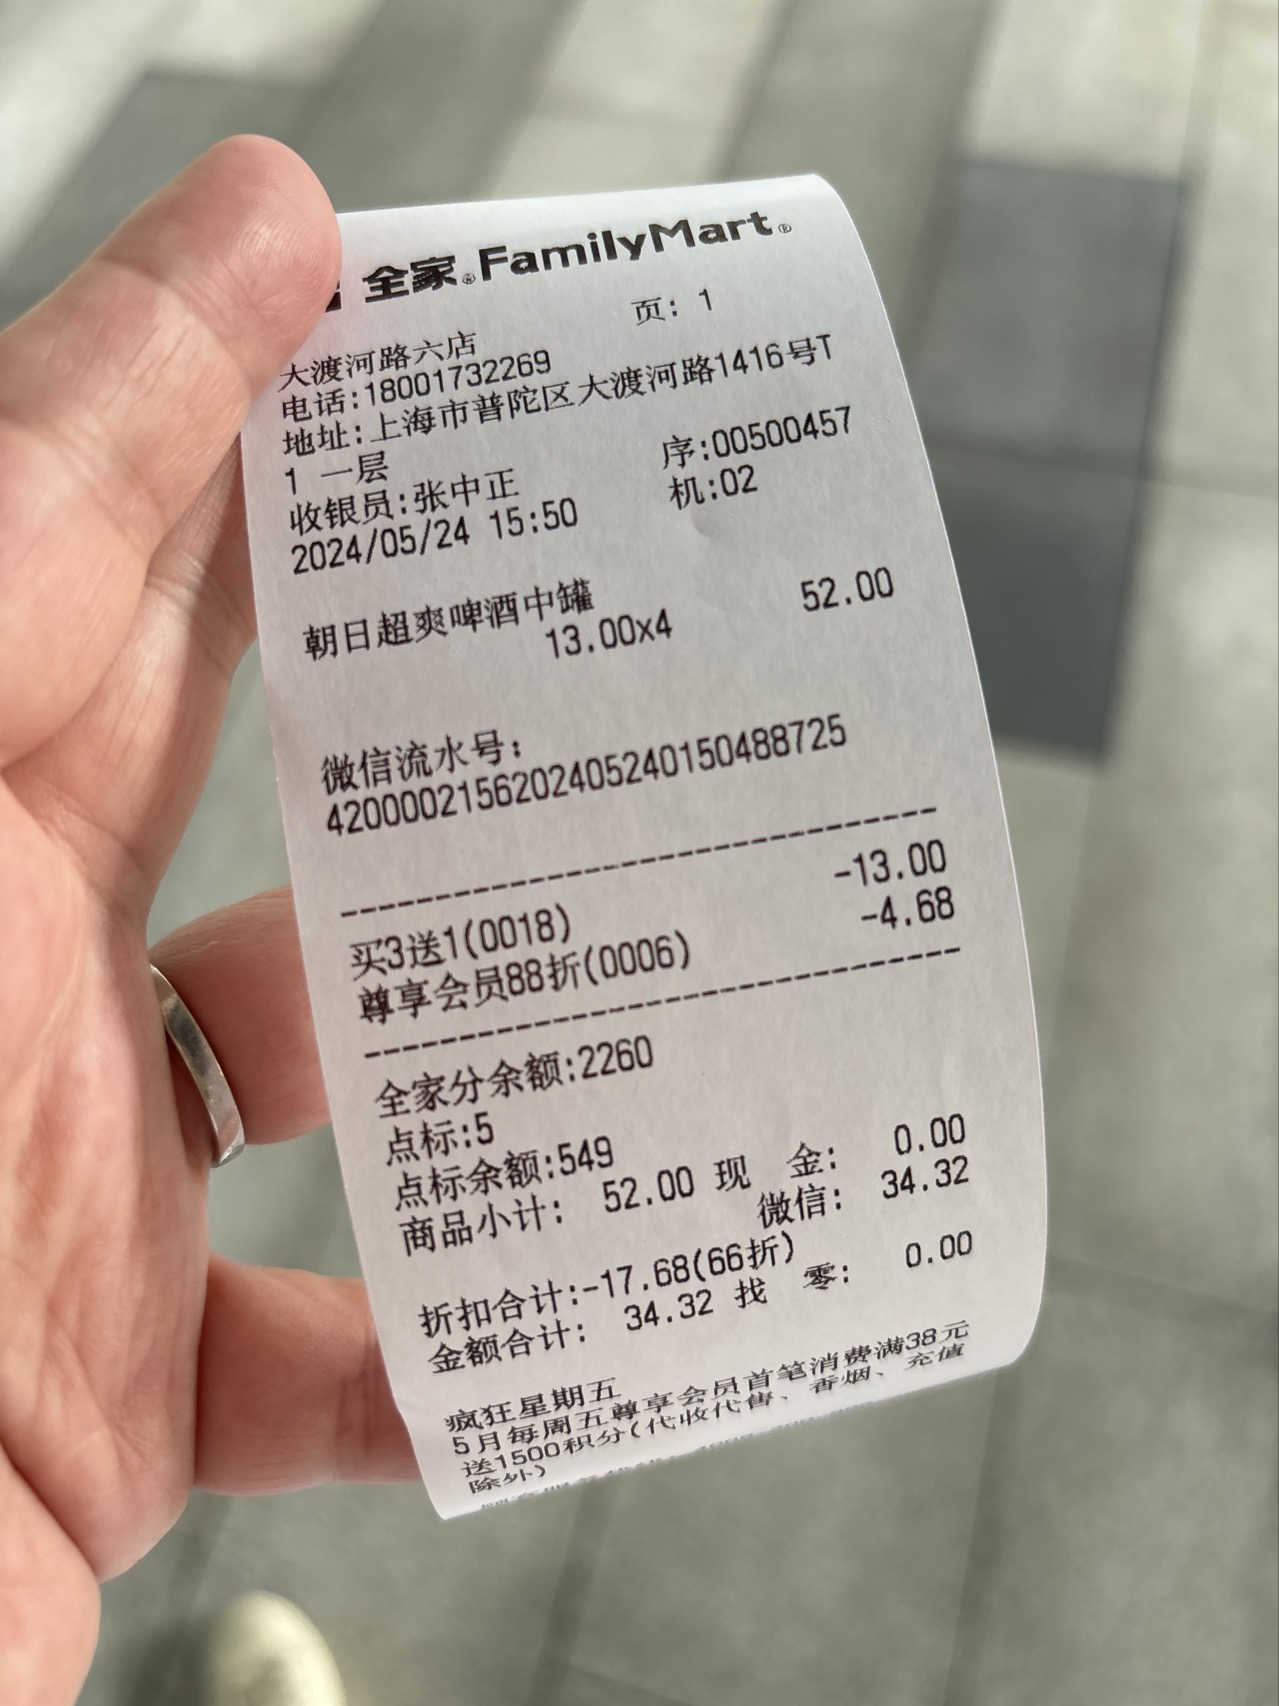 全家®FamilyMart®
页: 1
大渡河路六店
电话:18001732269
地址:上海市普陀区大渡河路1416号T
1 一层 序:00500457
收银员:张中正 机:02
2024/05/24 15:50
朝日超爽啤酒中罐 52.00
13.00x4
微信流水号:
4200002156202405240150488725
--------------------------------
买3送1(0018) -13.00
尊享会员88折(0006) -4.68
--------------------------------
全家分余额:2260
点标:5
点标余额:549
商品小计: 52.00 现 金: 0.00
微信: 34.32
折扣合计:-17.68(66折)
金额合计: 34.32 找 零: 0.00
疯狂星期五
5月每周五尊享会员首笔消费满38元
送1500积分(代收代售、香烟、充值
除外)